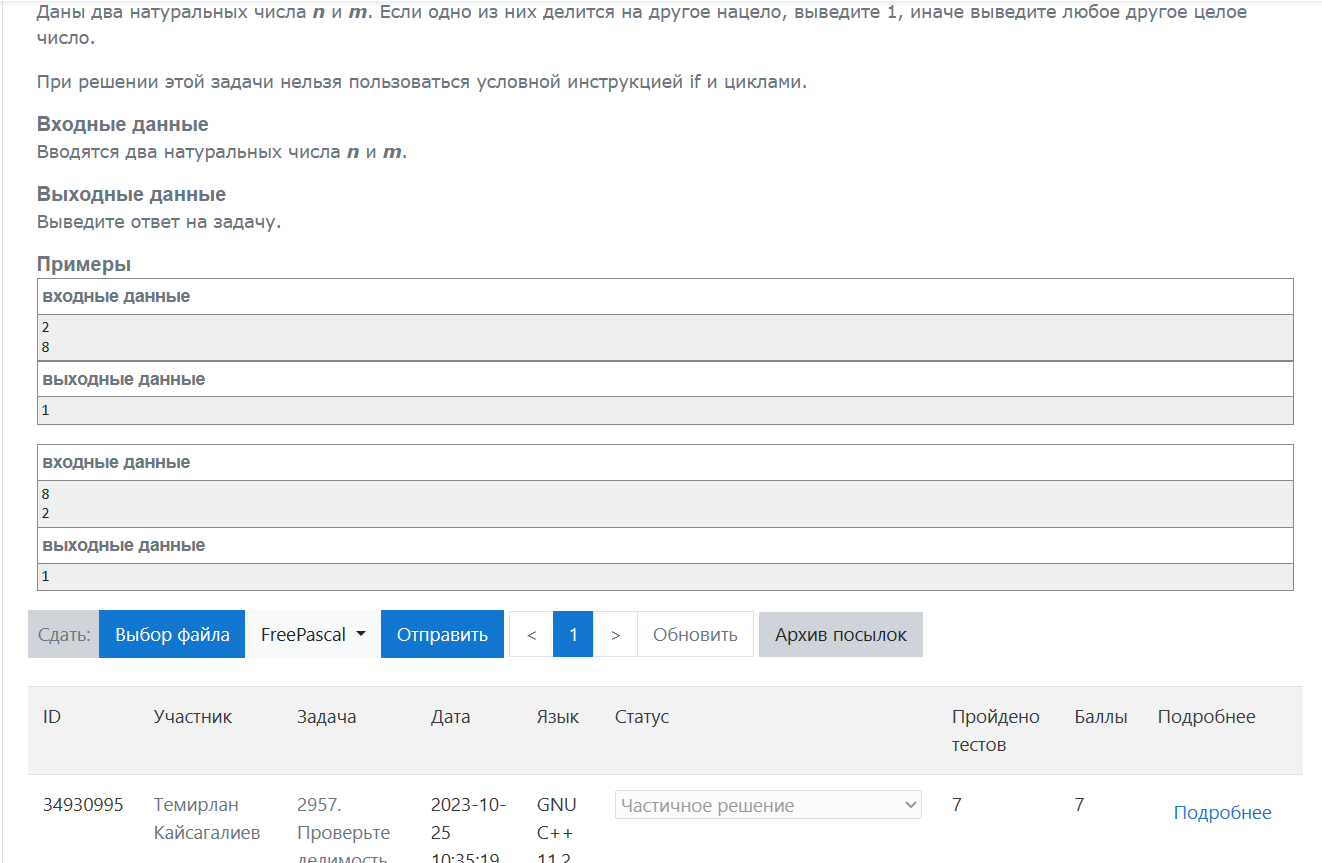 Даны два натуральных числа n и m. Если одно из них делится на другое нацело, выведите 1, иначе выведите любое другое целое
число.
При решении этой задачи нельзя пользоваться условной инструкцией if и циклами.
Входные данные
Вводятся два натуральных числа n и m.
Выходные данные
Выведите ответ на задачу.
Примеры
входные данные
2
8
выходные данные
1
входные данные
8
2
выходные данные
1
Сдать: Выбор файла FreePascal Отправить < 1 > Обновить Архив посылок
ID Участник Задача Дата Язык Статус Пройдено Баллы Подробнее
тестов
34930995 Темирлан 2957. 2023-10- GNU Частичное решение 7 7 Подробнее
Кайсагалиев Проверьте 25 C++
делимость 10:35:19 11.2